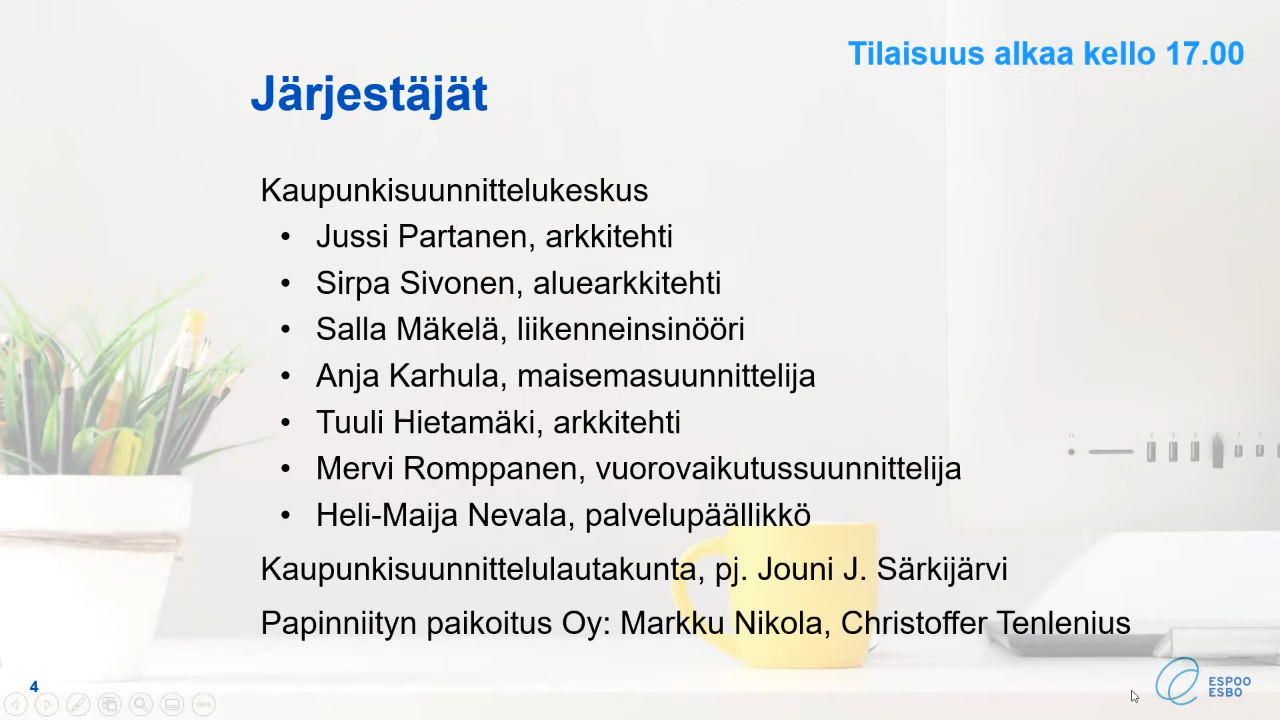 Tilaisuus alkaa kello 17.00
Järjestäjät
Kaupunkisuunnittelukeskus
• Jussi Partanen, arkkitehti
• Sirpa Sivonen, aluearkkitehti
• Salla Mäkelä, liikenneinsinööri
• Anja Karhula, maisemasuunnittelija
• Tuuli Hietamäki, arkkitehti
• Mervi Romppanen, vuorovaikutussuunnittelija
• Heli-Maija Nevala, palvelupäällikkö
Kaupunkisuunnittelulautakunta, pj. Jouni J. Särkijärvi
Papinniityn paikoitus Oy: Markku Nikola, Christoffer Tenlenius
4
ESPOO
ESBO